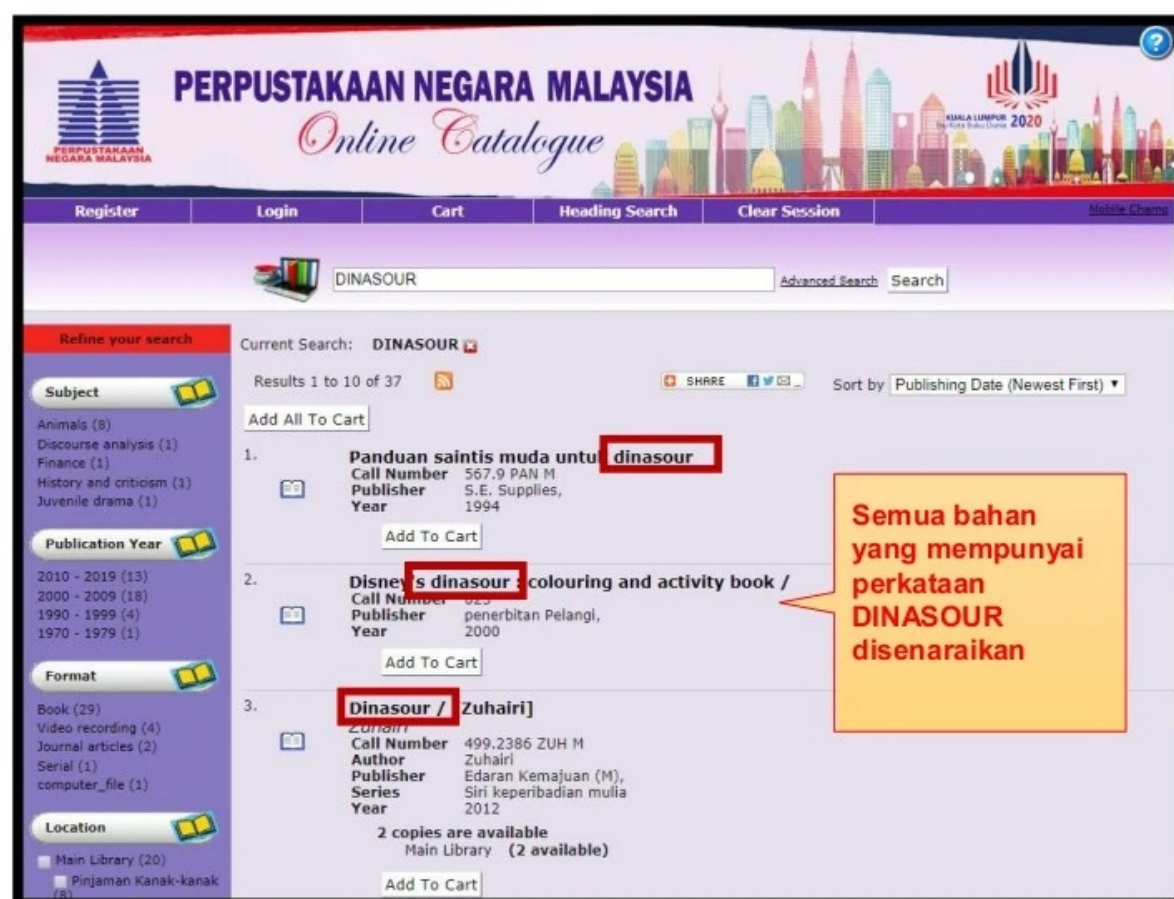 PERPUSTAKAAN
NEGARA MALAYSIA
PERPUSTAKAAN NEGARA MALAYSIA
Online Catalogue
KUALA LUMPUR
2020
?
Register Login Cart Heading Search Clear Session Mobile Chamo
DINASOUR Advanced Search Search
Refine your search
Subject
Animals (8)
Discourse analysis (1)
Finance (1)
History and criticism (1)
Juvenile drama (1)
Publication Year
2010 - 2019 (13)
2000 - 2009 (18)
1990 - 1999 (4)
1970 - 1979 (1)
Format
Book (29)
Video recording (4)
Journal articles (2)
Serial (1)
computer_file (1)
Location
Main Library (20)
Pinjaman Kanak-kanak
(8)
Current Search: DINASOUR
Results 1 to 10 of 37 SHARE Sort by Publishing Date (Newest First)
Add All To Cart
1. Panduan saintis muda untuk dinasour
Call Number 567.9 PAN M
Publisher S.E. Supplies,
Year 1994
Add To Cart
2. Disney's dinasour : colouring and activity book /
Call Number
Publisher penerbitan Pelangi,
Year 2000
Add To Cart
3. Dinasour / Zuhairi]
Zuhairi
Call Number 499.2386 ZUH M
Author Zuhairi
Publisher Edaran Kemajuan (M),
Series Siri keperibadian mulia
Year 2012
2 copies are available
Main Library (2 available)
Add To Cart
Semua bahan
yang mempunyai
perkataan
DINASOUR
disenaraikan